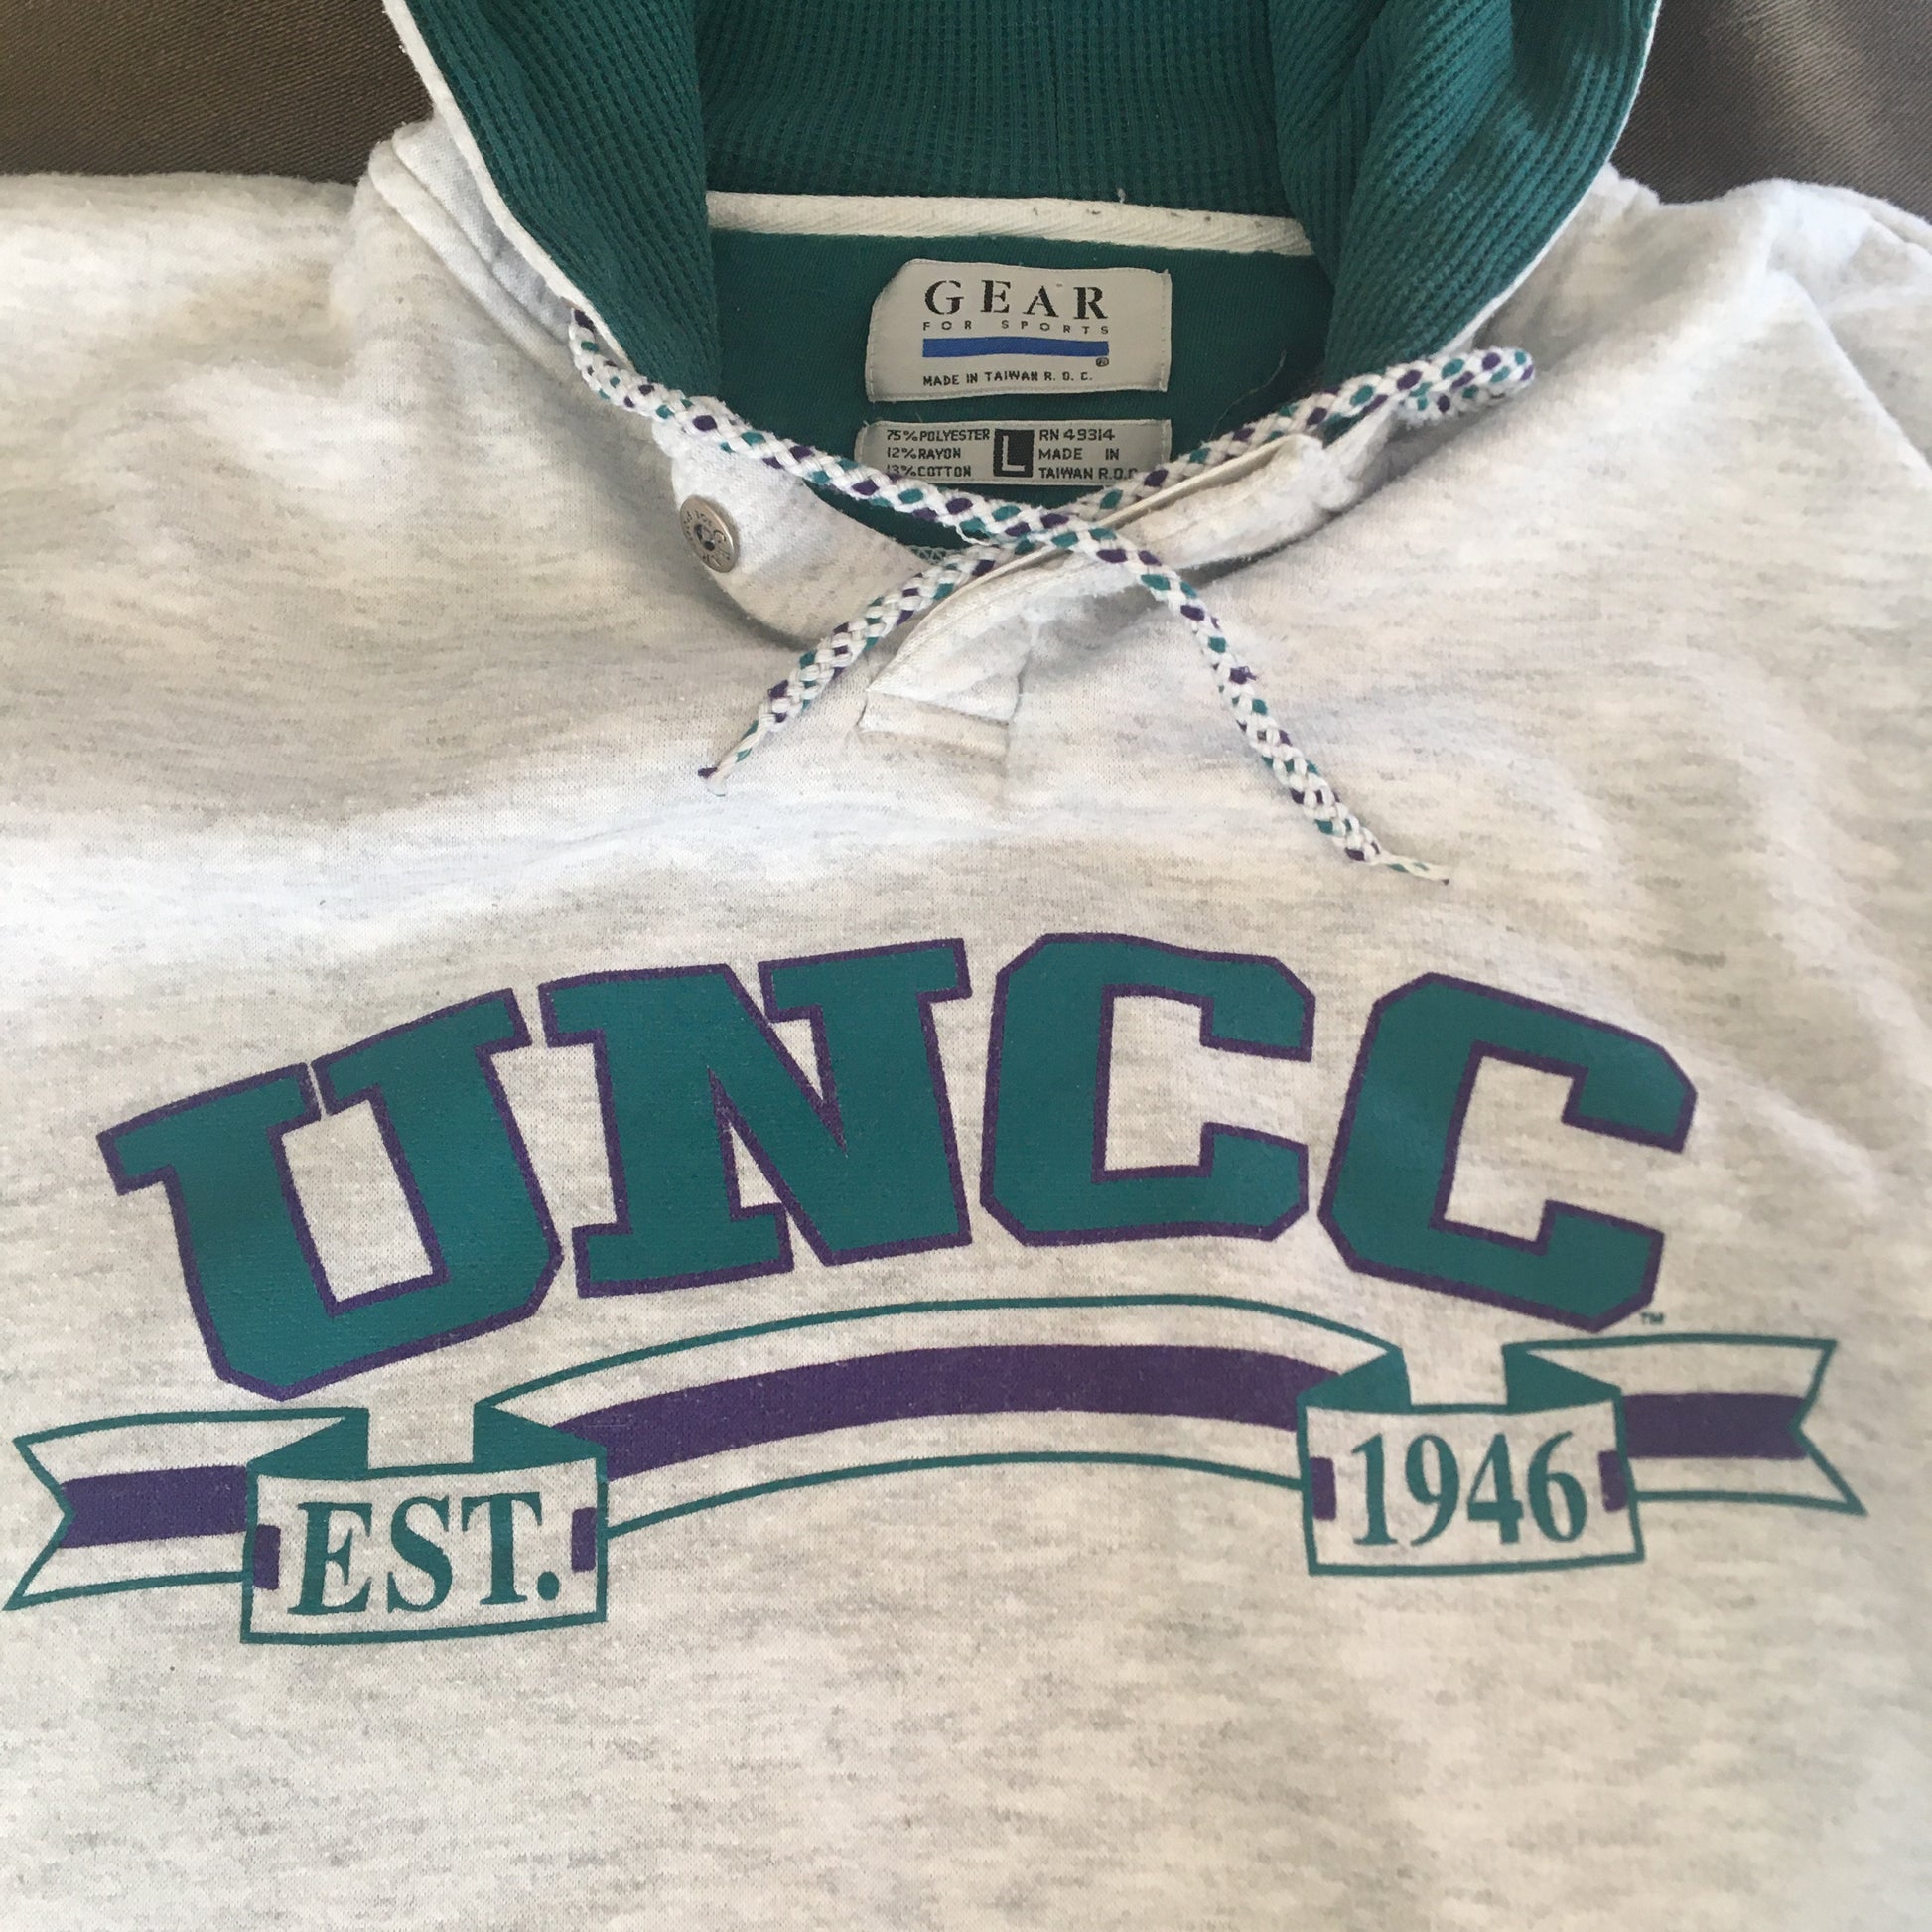 GEAR
FOR SPORTS
®
MADE IN TAIWAN R.O.C.
75% POLYESTER
12% RAYON
13% COTTON
L
RN 49314
MADE IN
TAIWAN R.O.C
UNCC
TM
EST.
1946